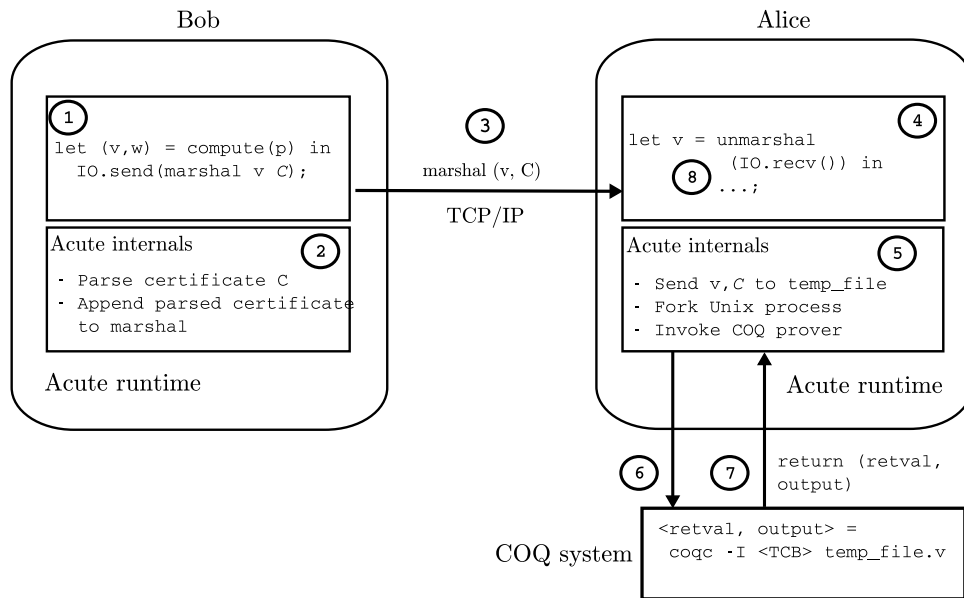 Bob
Alice
1
let (v,w) = compute(p) in
IO.send(marshal v C);
3
marshal (v, C)
TCP/IP
4
let v = unmarshal
(IO.recv()) in
8
...;
Acute internals
2
- Parse certificate C
- Append parsed certificate
to marshal
Acute runtime
Acute internals
5
- Send v,C to temp_file
- Fork Unix process
- Invoke COQ prover
Acute runtime
6
7
return (retval,
output)
COQ system
<retval, output> =
coqc -I <TCB> temp_file.v